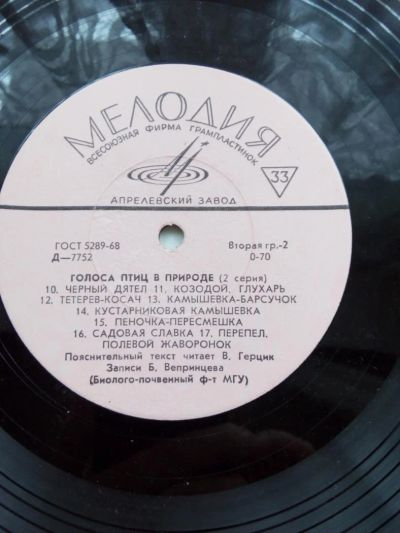 МЕЛОДИЯ
ВСЕСОЮЗНАЯ ФИРМА ГРАМПЛАСТИНОК
33
АПРЕЛЕВСКИЙ ЗАВОД
ГОСТ 5289-68 Вторая гр.-2
Д—7752 0-70
ГОЛОСА ПТИЦ В ПРИРОДЕ (2 серия)
10. ЧЕРНЫЙ ДЯТЕЛ 11. КОЗОДОЙ, ГЛУХАРЬ
12. ТЕТЕРЕВ-КОСАЧ 13. КАМЫШЕВКА-БАРСУЧОК
14. КУСТАРНИКОВАЯ КАМЫШЕВКА
15. ПЕНОЧКА-ПЕРЕСМЕШКА
16. САДОВАЯ СЛАВКА 17. ПЕРЕПЕЛ,
ПОЛЕВОЙ ЖАВОРОНОК
Пояснительный текст читает В. Герцик
Записи Б. Вепринцева
(Биолого-почвенный ф-т МГУ)